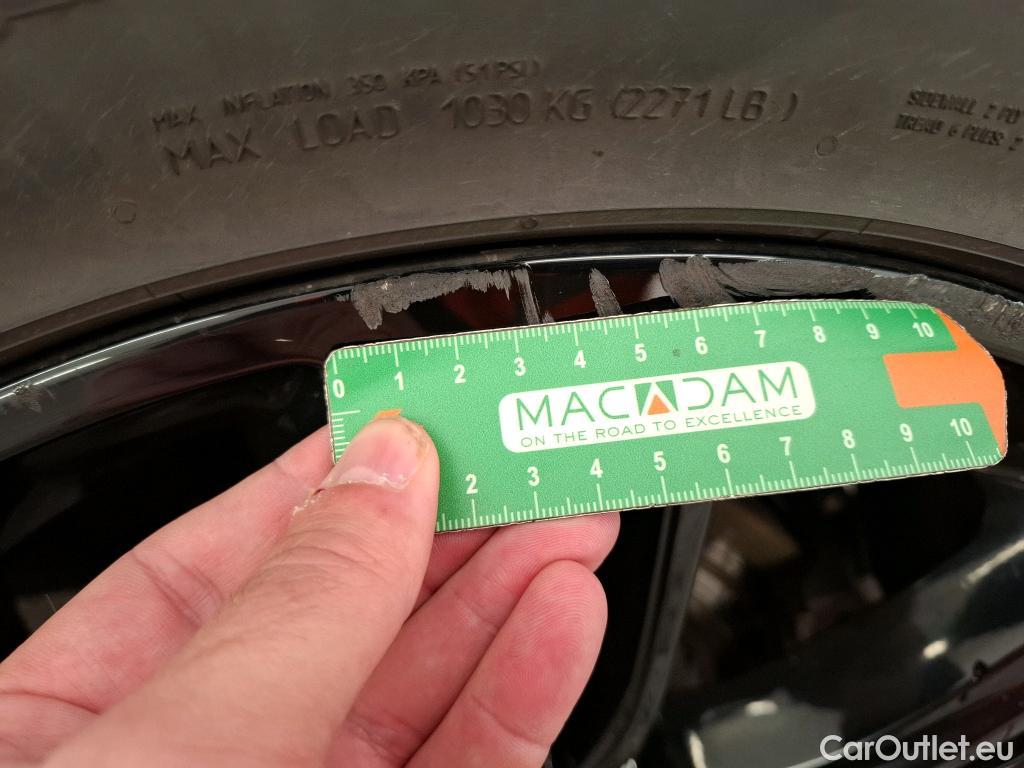 MAX INFLATION 350 KPA (51 PSI)
MAX LOAD 1030 KG (2271 LB)
SIDEWALL 2
TREAD 6 PLIES:
0 1 2 3 4 5 6 7 8 9 10
MACADAM
ON THE ROAD TO EXCELLENCE
2 3 4 5 6 7 8 9 10
CarOutlet.eu